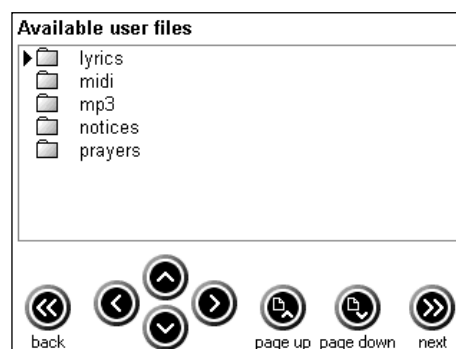 Available user files
lyrics
midi
mp3
notices
prayers
back page up page down next